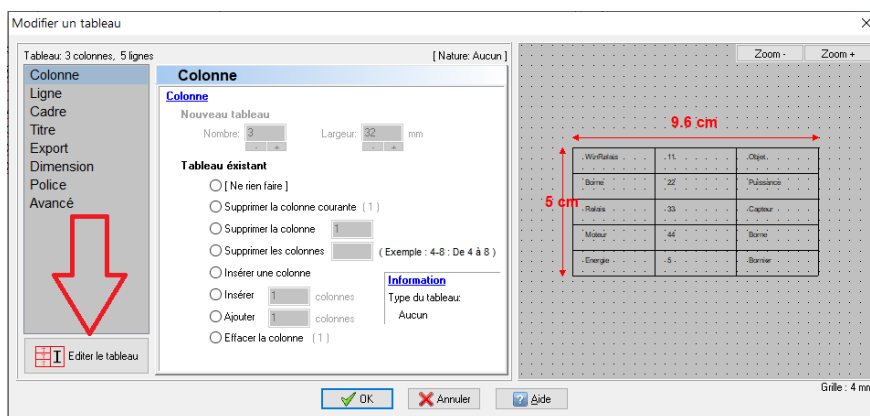 Modifier un tableau
Tableau: 3 colonnes, 5 lignes
[ Nature: Aucun ]
Colonne
Ligne
Cadre
Titre
Export
Dimension
Police
Avancé
Editer le tableau
Colonne
Colonne
Nouveau tableau
Nombre: 3 Largeur: 32 mm
- + - +
Tableau éxistant
[ Ne rien faire ]
Supprimer la colonne courante ( 1 )
Supprimer la colonne 1
Supprimer les colonnes ( Exemple : 4-8 : De 4 à 8 )
Insérer une colonne
Insérer 1 colonnes
Ajouter 1 colonnes
Effacer la colonne ( 1 )
Information
Type du tableau:
Aucun
Zoom - Zoom +
9.6 cm
5 cm
WinRelais 11 Objet
Borne 22 Puissance
Relais 33 Capteur
Moteur 44 Borne
Energie 5 Bornier
Grille : 4 mm
OK Annuler Aide